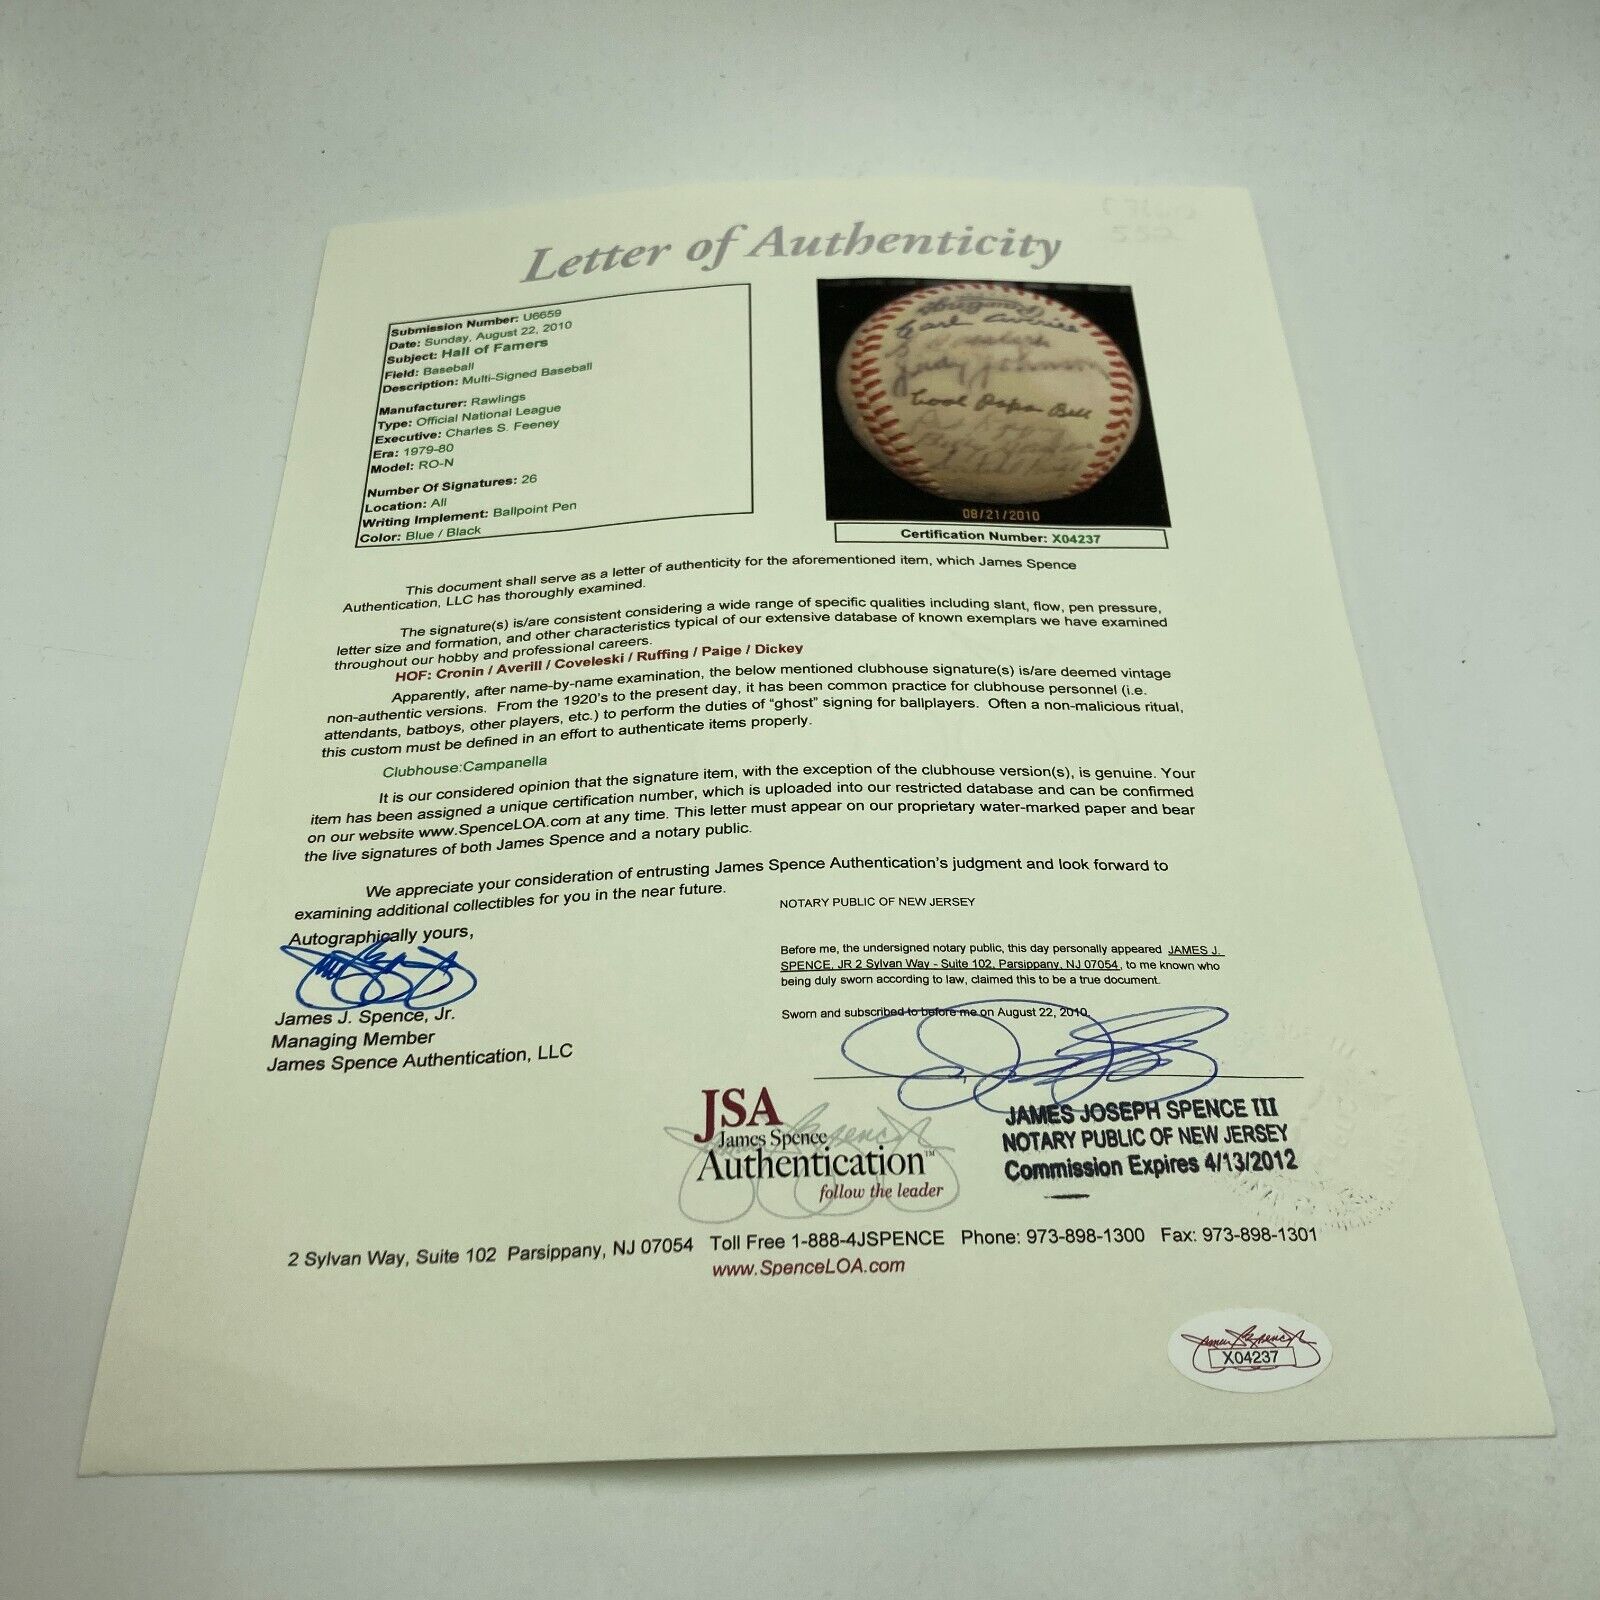 Letter of Authenticity
Submission Number: U6659
Date: Sunday, August 22, 2010
Subject: Hall of Famers
Field: Baseball
Description: Multi-Signed Baseball
Manufacturer: Rawlings
Type: Official National League
Executive: Charles S. Feeney
Era: 1979-80
Model: RO-N
Number Of Signatures: 26
Location: All
Writing Implement: Ballpoint Pen
Color: Blue / Black
Earl Averill
Judy Johnson
Cool Papa Bell
08/21/2010
Certification Number: X04237
This document shall serve as a letter of authenticity for the aforementioned item, which James Spence
Authentication, LLC has thoroughly examined.
The signature(s) is/are consistent considering a wide range of specific qualities including slant, flow, pen pressure,
letter size and formation, and other characteristics typical of our extensive database of known exemplars we have examined
throughout our hobby and professional careers.
HOF: Cronin / Averill / Coveleski / Ruffing / Paige / Dickey
Apparently, after name-by-name examination, the below mentioned clubhouse signature(s) is/are deemed vintage
non-authentic versions. From the 1920's to the present day, it has been common practice for clubhouse personnel (i.e.
attendants, batboys, other players, etc.) to perform the duties of "ghost" signing for ballplayers. Often a non-malicious ritual,
this custom must be defined in an effort to authenticate items properly.
Clubhouse:Campanella
It is our considered opinion that the signature item, with the exception of the clubhouse version(s), is genuine. Your
item has been assigned a unique certification number, which is uploaded into our restricted database and can be confirmed
on our website www.SpenceLOA.com at any time. This letter must appear on our proprietary water-marked paper and bear
the live signatures of both James Spence and a notary public.
We appreciate your consideration of entrusting James Spence Authentication's judgment and look forward to
examining additional collectibles for you in the near future.
NOTARY PUBLIC OF NEW JERSEY
Autographically yours,
James J. Spence, Jr.
Managing Member
James Spence Authentication, LLC
Before me, the undersigned notary public, this day personally appeared JAMES J.
SPENCE, JR 2 Sylvan Way - Suite 102, Parsippany, NJ 07054, to me known who
being duly sworn according to law, claimed this to be a true document.
Sworn and subscribed to before me on August 22, 2010.
JAMES JOSEPH SPENCE III
NOTARY PUBLIC OF NEW JERSEY
Commission Expires 4/13/2012
JSA
James Spence
Authentication™
follow the leader
2 Sylvan Way, Suite 102 Parsippany, NJ 07054 Toll Free 1-888-4JSPENCE Phone: 973-898-1300 Fax: 973-898-1301
www.SpenceLOA.com
James Spence Jr
X04237